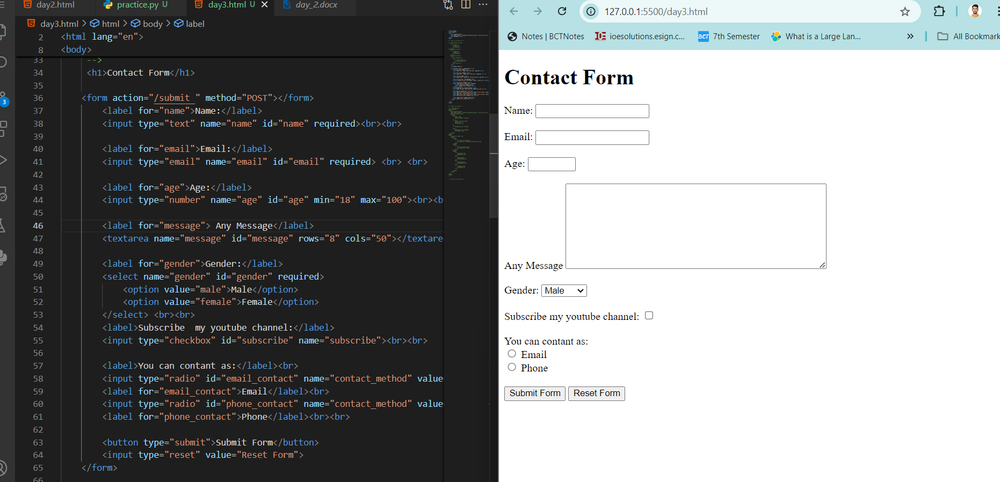 day2.html
practice.py U
day3.html U
day_2.docx
day3.html > html > body > label
2 <html lang="en">
8 <body>
33 -->
34 <h1>Contact Form</h1>
35
36 <form action="/submit " method="POST"></form>
37 <label for="name">Name:</label>
38 <input type="text" name="name" id="name" required><br><br>
39
40 <label for="email">Email:</label>
41 <input type="email" name="email" id="email" required> <br> <br>
42
43 <label for="age">Age:</label>
44 <input type="number" name="age" id="age" min="18" max="100"><br><b
45
46 <label for="message"> Any Message</label>
47 <textarea name="message" id="message" rows="8" cols="50"></textare
48
49 <label for="gender">Gender:</label>
50 <select name="gender" id="gender" required>
51 <option value="male">Male</option>
52 <option value="female">Female</option>
53 </select> <br><br>
54 <label>Subscribe  my youtube channel:</label>
55 <input type="checkbox" id="subscribe" name="subscribe"><br><br>
56
57 <label>You can contant as:</label><br>
58 <input type="radio" id="email_contact" name="contact_method" value
59 <label for="email_contact">Email</label><br>
60 <input type="radio" id="phone_contact" name="contact_method" value
61 <label for="phone_contact">Phone</label><br><br>
62
63 <button type="submit">Submit Form</button>
64 <input type="reset" value="Reset Form">
65 </form>
66
3
127.0.0.1:5500/day3.html
Notes | BCTNotes
IOE ioesolutions.esign.c...
BCT 7th Semester
What is a Large Lan...
»
All Bookmark
Contact Form
Name:
Email:
Age:
Any Message
Gender: Male
Subscribe my youtube channel:
You can contant as:
Email
Phone
Submit Form
Reset Form